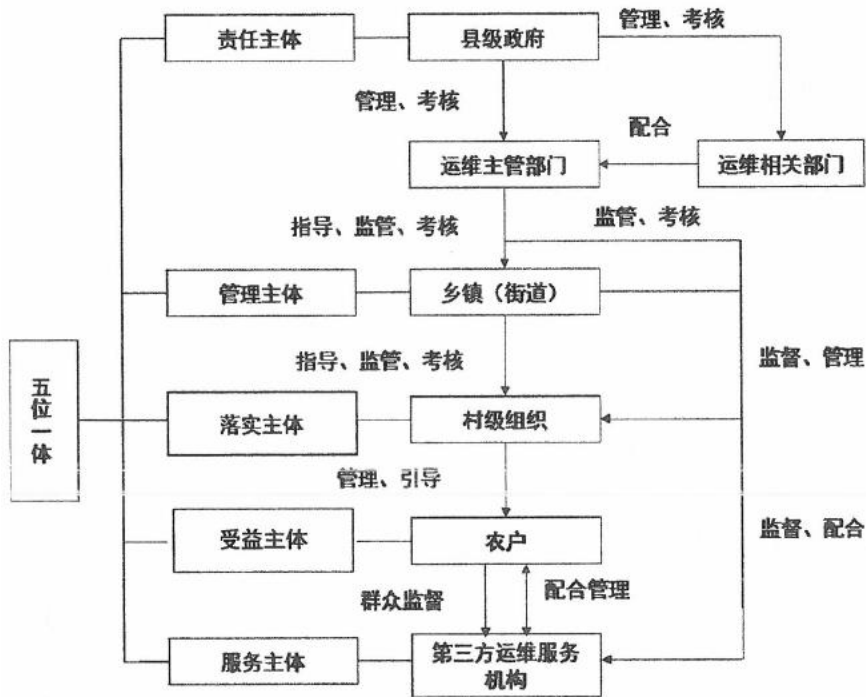 责任主体
县级政府
管理、考核
管理、考核
配合
运维主管部门
运维相关部门
指导、监管、考核
监管、考核
管理主体
乡镇（街道）
指导、监管、考核
监督、管理
五位一体
落实主体
村级组织
管理、引导
受益主体
农户
监督、配合
群众监督
配合管理
服务主体
第三方运维服务
机构